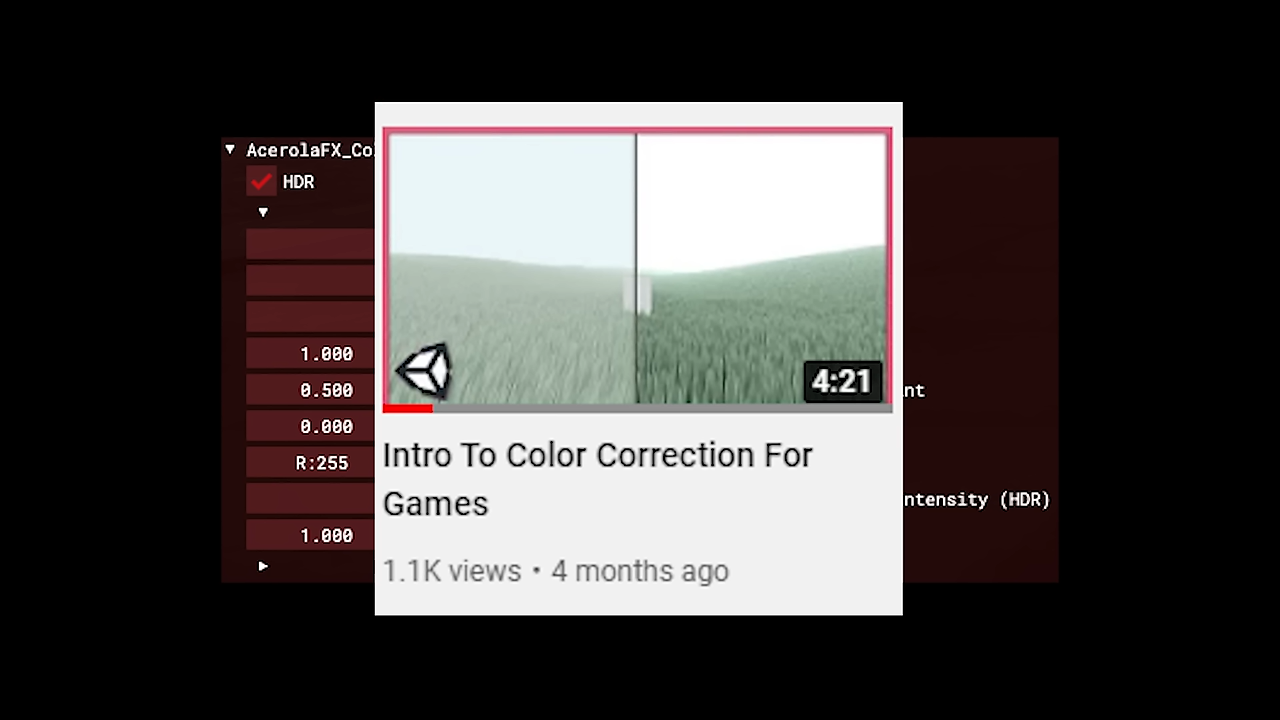 AcerolaFX_Co
HDR
1.000
0.500
nt
0.000
R:255
ntensity (HDR)
1.000
4:21
Intro To Color Correction For
Games
1.1K views • 4 months ago